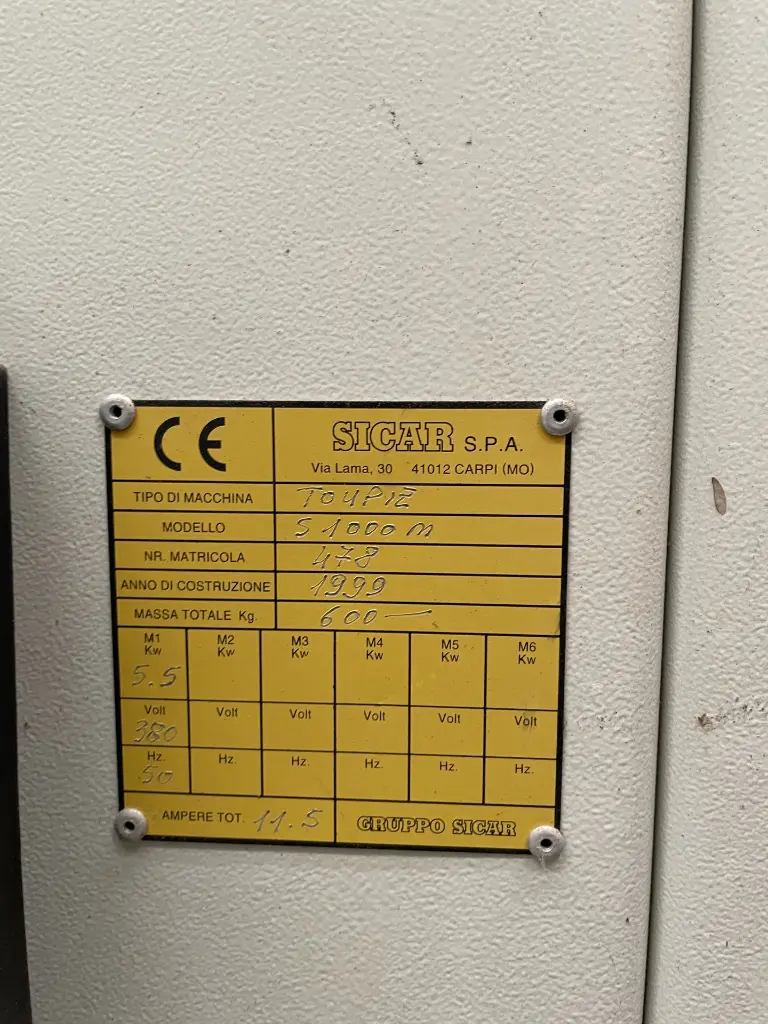 CE SICAR S.P.A.
Via Lama, 30 41012 CARPI (MO)
TIPO DI MACCHINA TOUPIE
MODELLO S1000M
NR. MATRICOLA 478
ANNO DI COSTRUZIONE 1999
MASSA TOTALE Kg. 600—
M1 M2 M3 M4 M5 M6
Kw Kw Kw Kw Kw Kw
5.5
Volt Volt Volt Volt Volt Volt
380
Hz. Hz. Hz. Hz. Hz. Hz.
50
AMPERE TOT. 11.5 GRUPPO SICAR